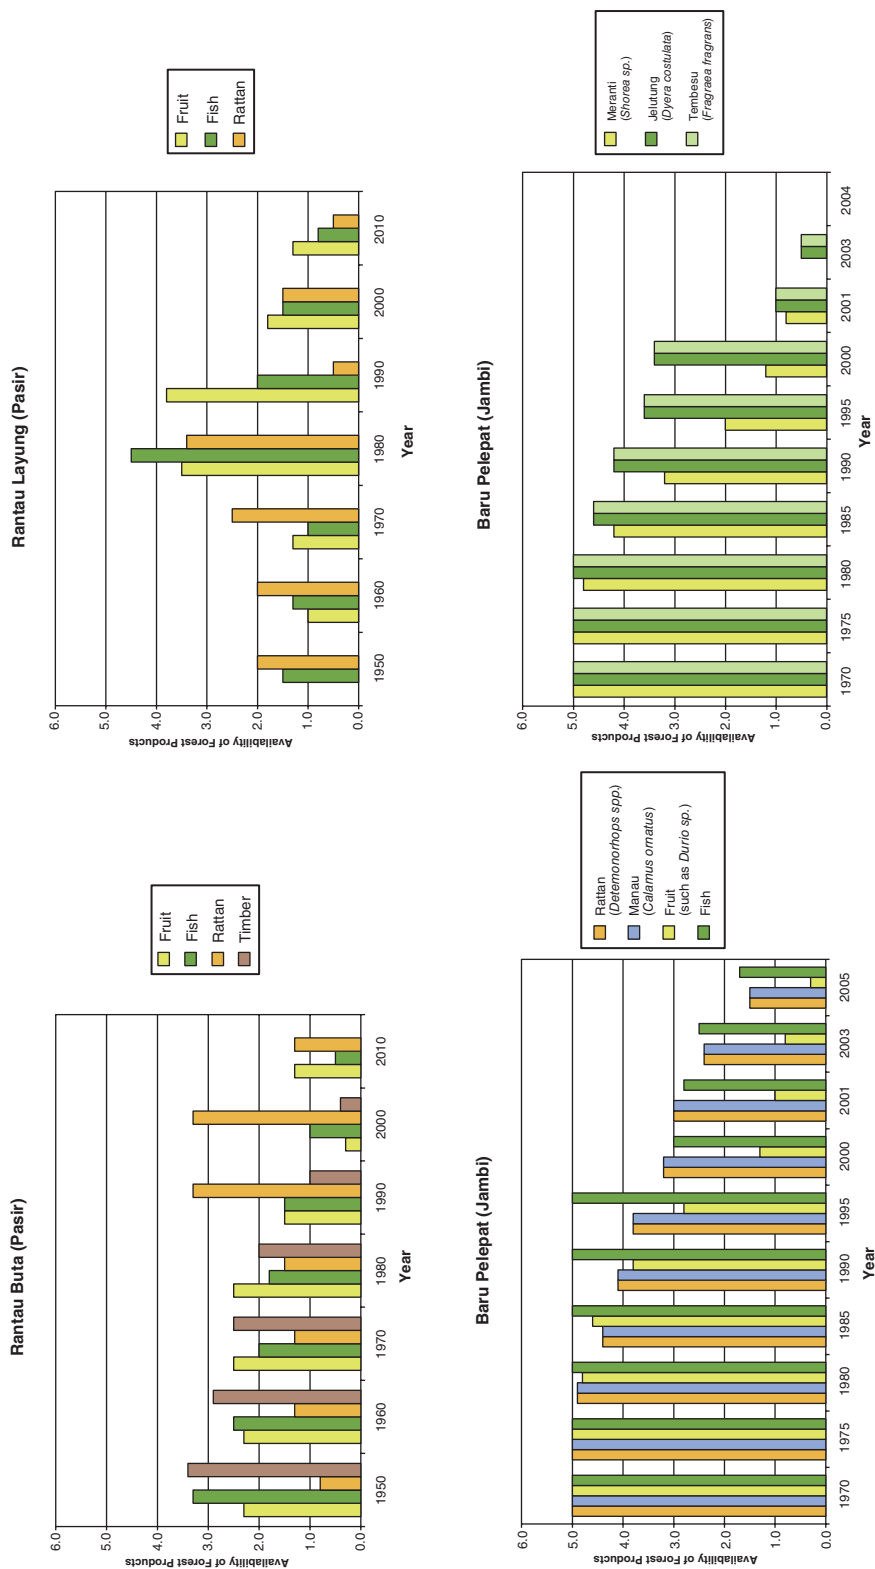 Rantau Buta (Pasir)
Availability of Forest Products
6.0
5.0
4.0
3.0
2.0
1.0
0.0
1950 1960 1970 1980 1990 2000 2010
Year
Fruit
Fish
Rattan
Timber
Rantau Layung (Pasir)
Availability of Forest Products
6.0
5.0
4.0
3.0
2.0
1.0
0.0
1950 1960 1970 1980 1990 2000 2010
Year
Fruit
Fish
Rattan
Baru Pelepat (Jambi)
Availability of Forest Products
6.0
5.0
4.0
3.0
2.0
1.0
0.0
1970 1975 1980 1985 1990 1995 2000 2001 2003 2005
Year
Rattan
(Detemonorhops spp.)
Manau
(Calamus ornatus)
Fruit
(such as Durio sp.)
Fish
Baru Pelepat (Jambi)
Availability of Forest Products
6.0
5.0
4.0
3.0
2.0
1.0
0.0
1970 1975 1980 1985 1990 1995 2000 2001 2003 2004
Year
Meranti
(Shorea sp.)
Jelutung
(Dyera costulata)
Tembesu
(Fragraea fragrans)